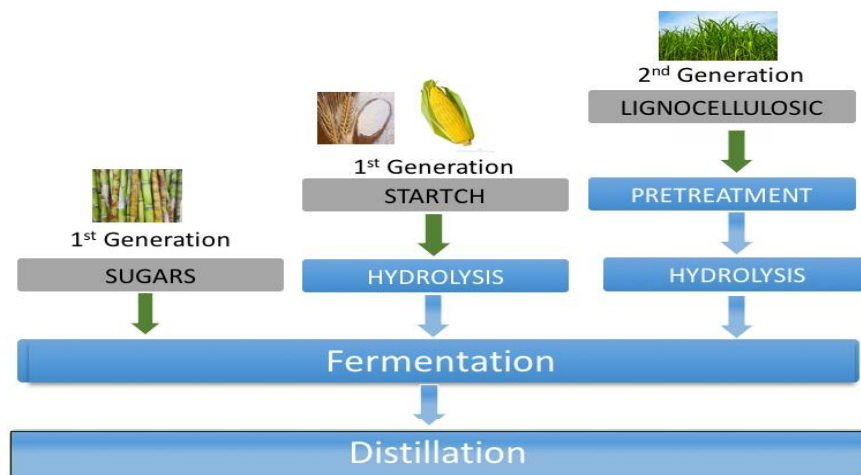 2nd Generation
LIGNOCELLULOSIC
1st Generation
STARTCH
PRETREATMENT
1st Generation
SUGARS
HYDROLYSIS
HYDROLYSIS
Fermentation
Distillation